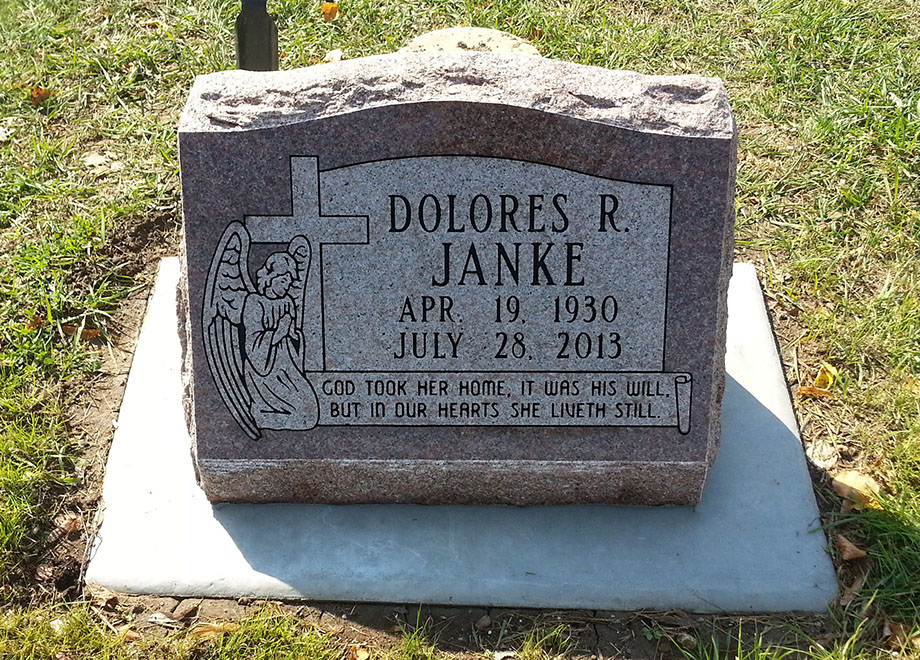 DOLORES R.
JANKE
APR. 19, 1930
JULY 28, 2013
GOD TOOK HER HOME, IT WAS HIS WILL,
BUT IN OUR HEARTS SHE LIVETH STILL.